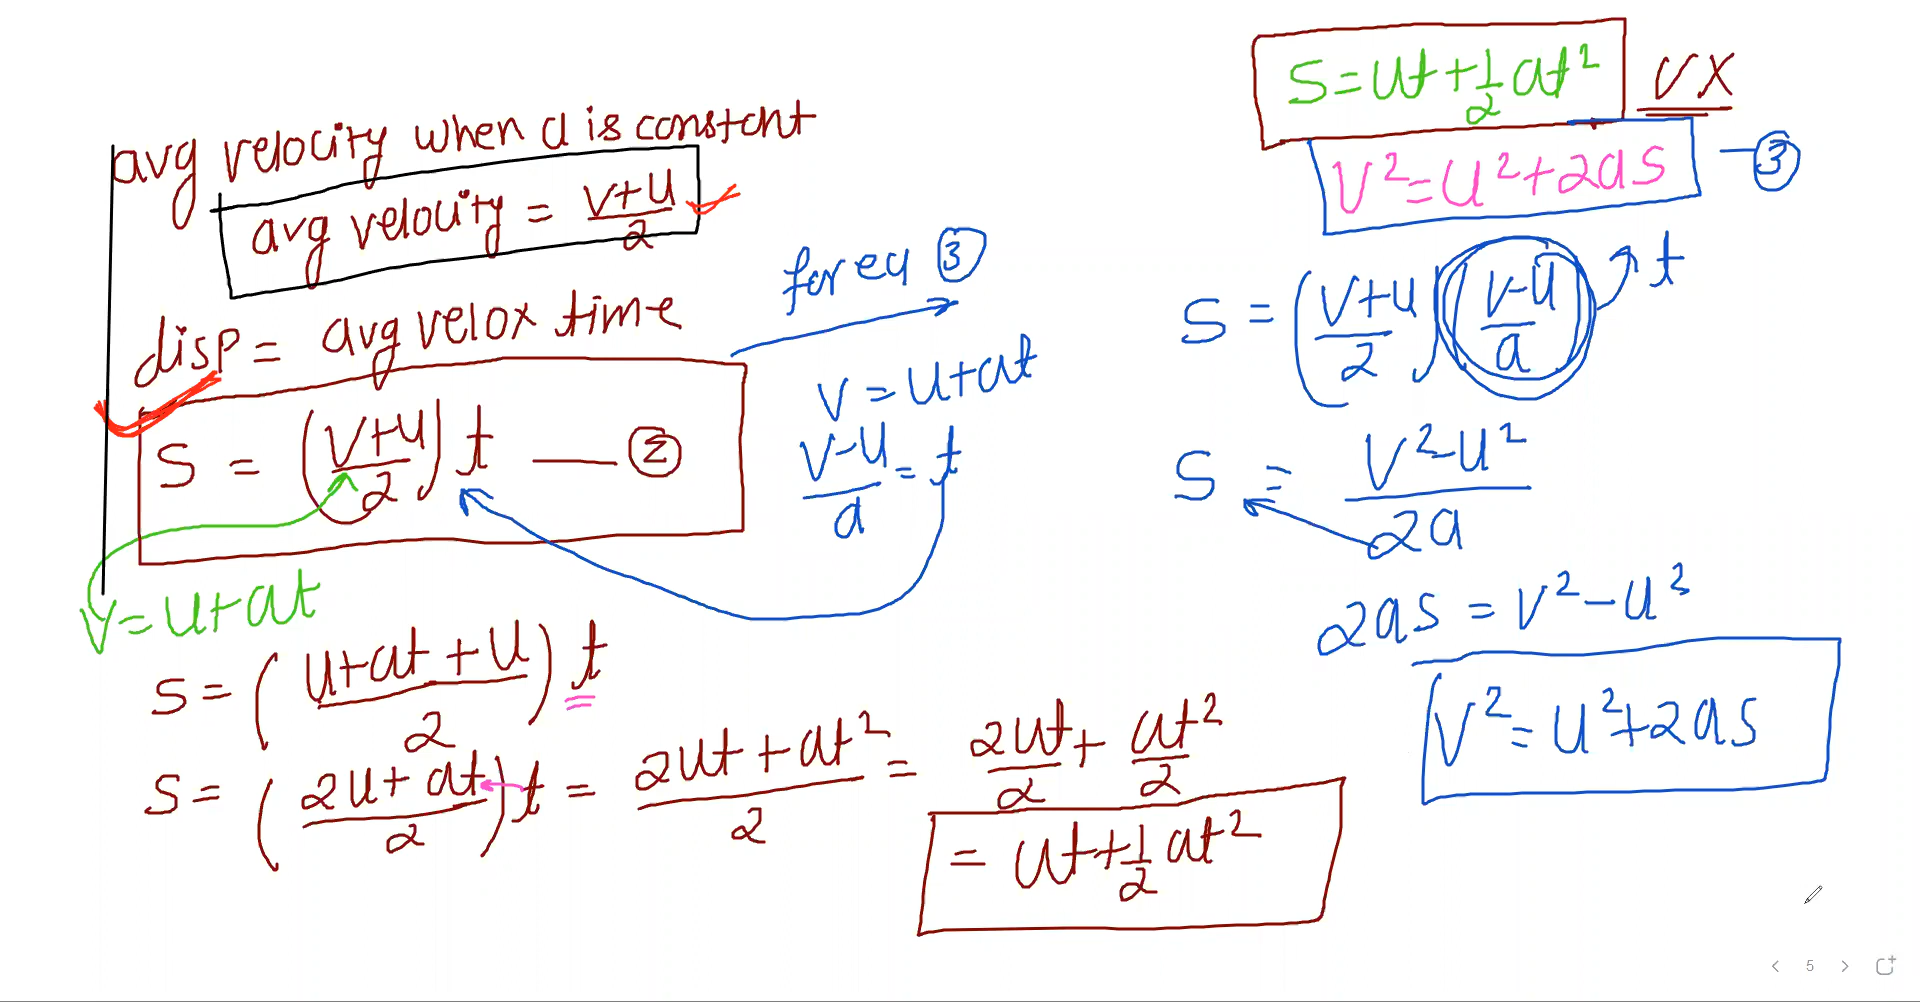 avg velocity when a is constant
avg velocity = (v+u)/2
disp = avg velo x time
S = ((v+u)/2) t — ②
v = u+at
S = ((u+at+u)/2) t
S = ((2u+at)/2) t = (2ut+at²)/2 = 2ut/2 + at²/2
= ut+½at²
for eq ③
v = u+at
(v-u)/a = t
S=ut+½at² vx
v²=u²+2as — ③
S = ((v+u)/2)((v-u)/a) t
S = (v²-u²)/2a
2as = v²-u²
v² = u²+2as
5